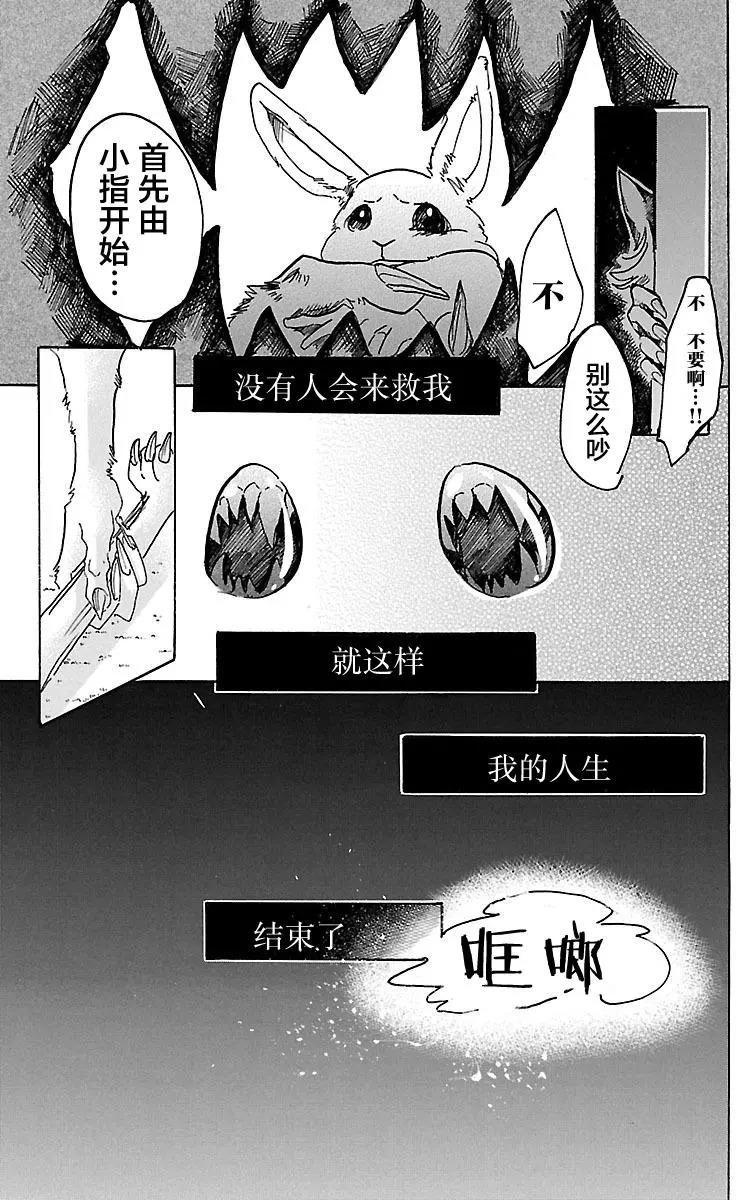 不 不要啊…!!
别这么吵
不
首先由
小指开始…
没有人会来救我
就这样
我的人生
结束了
哐啷